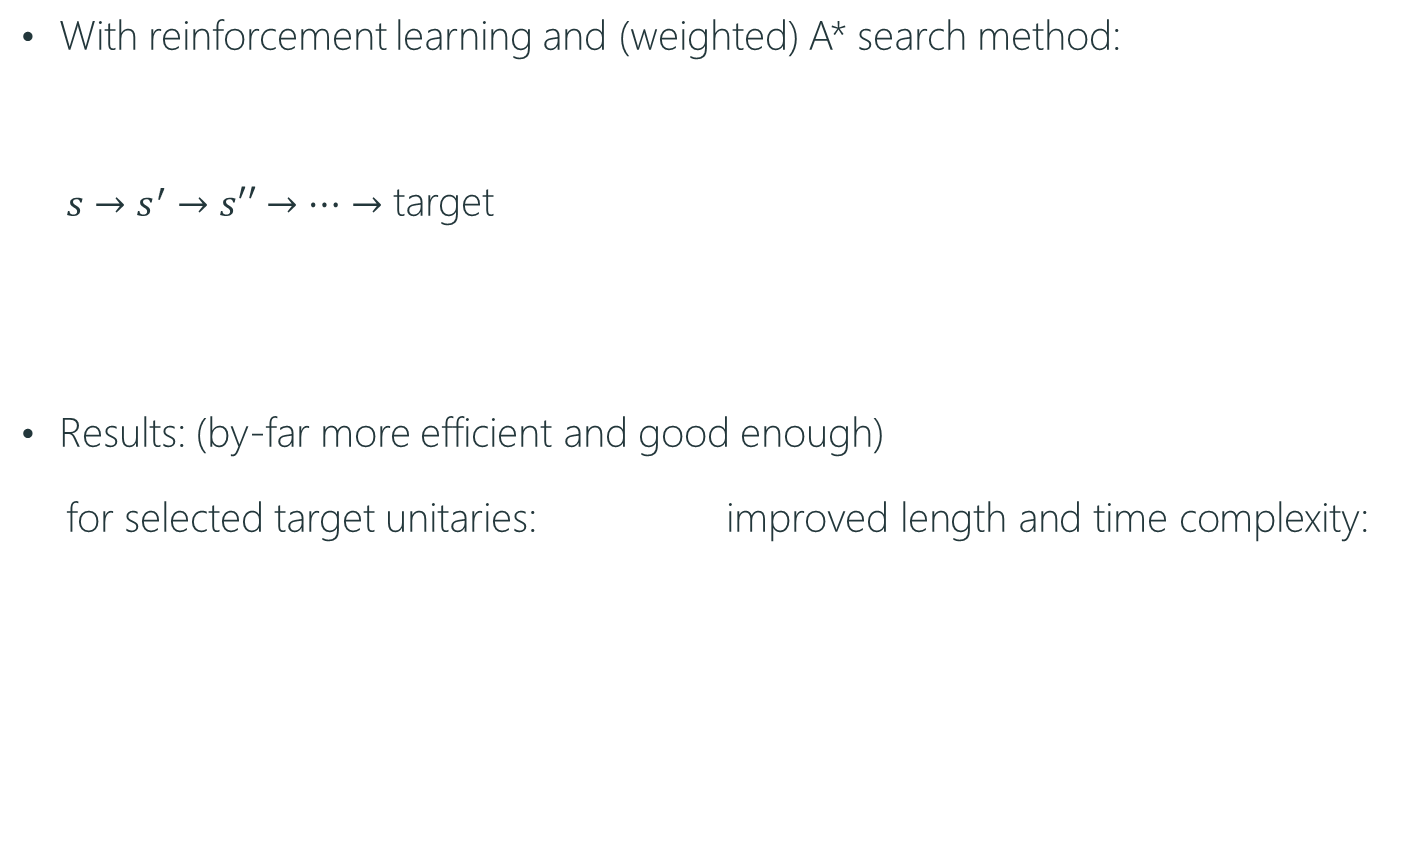 • With reinforcement learning and (weighted) A* search method:
s → s′ → s′′ → ⋯ → target
• Results: (by-far more efficient and good enough)
for selected target unitaries: improved length and time complexity: